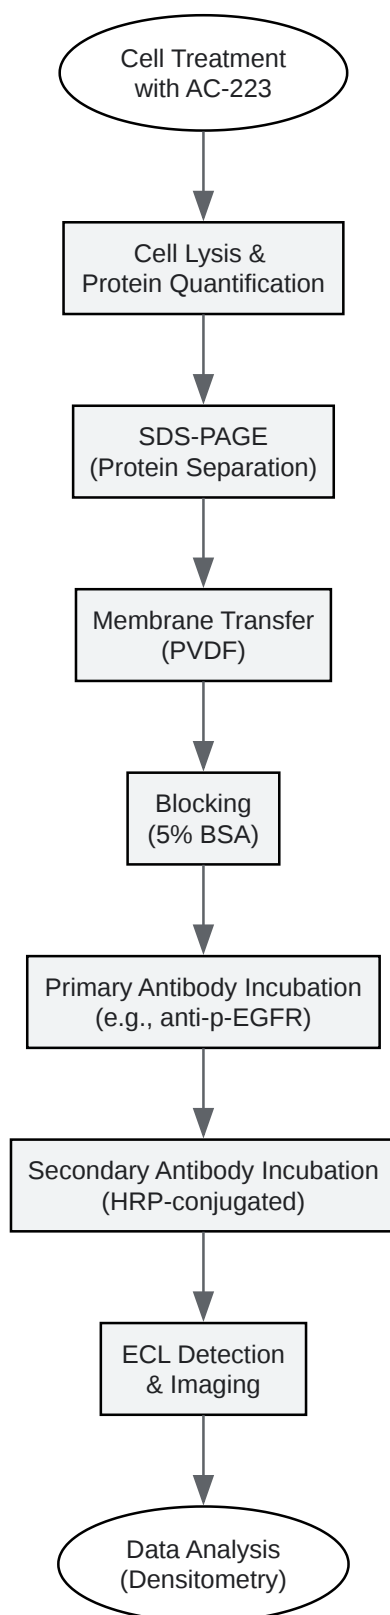 Cell Treatment
with AC-223
Cell Lysis &
Protein Quantification
SDS-PAGE
(Protein Separation)
Membrane Transfer
(PVDF)
Blocking
(5% BSA)
Primary Antibody Incubation
(e.g., anti-p-EGFR)
Secondary Antibody Incubation
(HRP-conjugated)
ECL Detection
& Imaging
Data Analysis
(Densitometry)